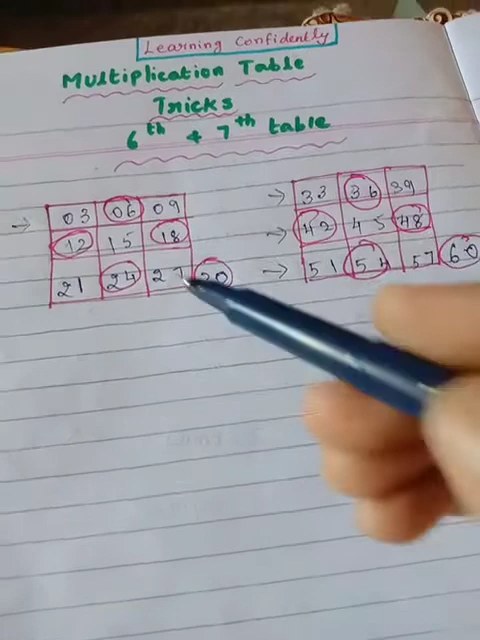 Learning Confidently
Multiplication Table
Tricks
6th + 7th table
→ 03 06 09
12 15 18
21 24 27 30
→ 33 36 39
→ 42 45 48
→ 51 54 57 60